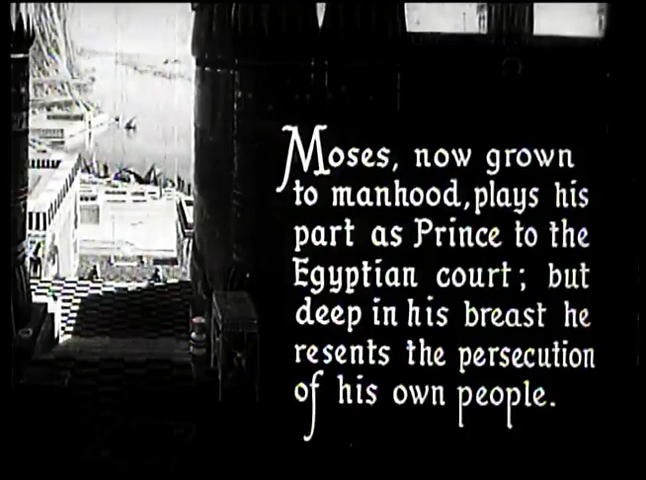 Moses, now grown
to manhood, plays his
part as Prince to the
Egyptian court; but
deep in his breast he
resents the persecution
of his own people.